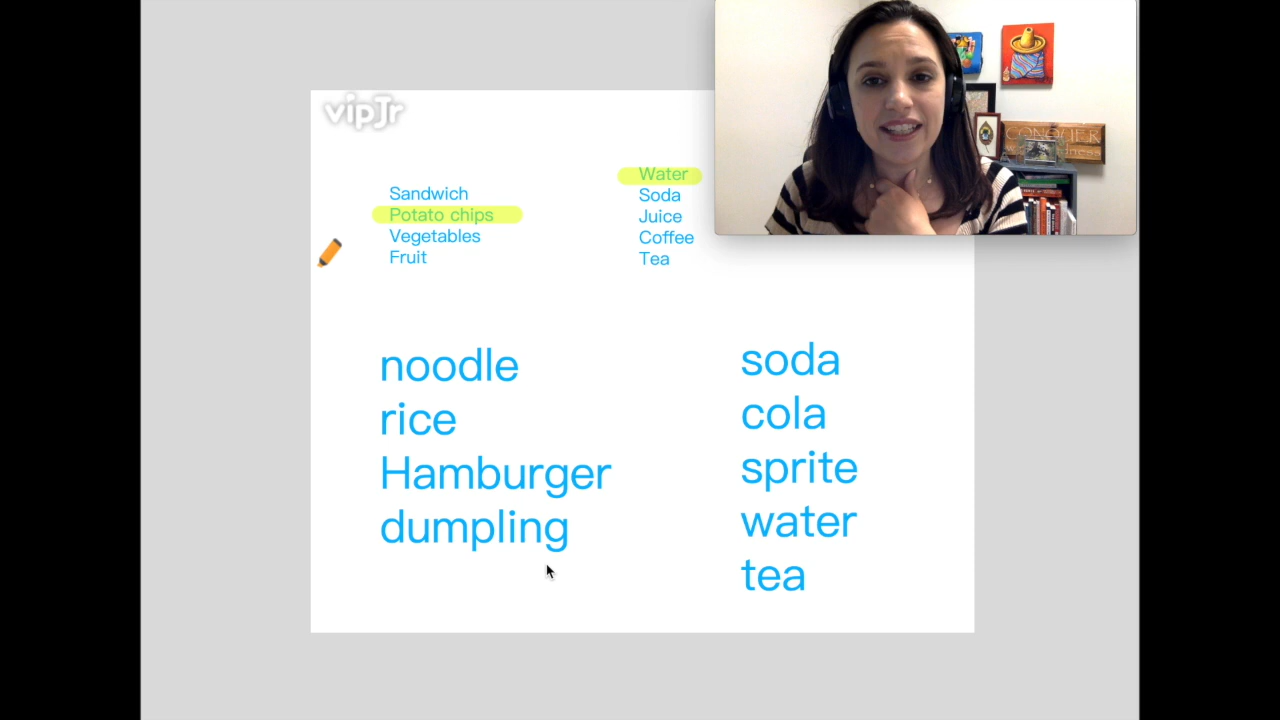 vipJr
Sandwich
Potato chips
Vegetables
Fruit
Water
Soda
Juice
Coffee
Tea
noodle
rice
Hamburger
dumpling
soda
cola
sprite
water
tea
CONQUER